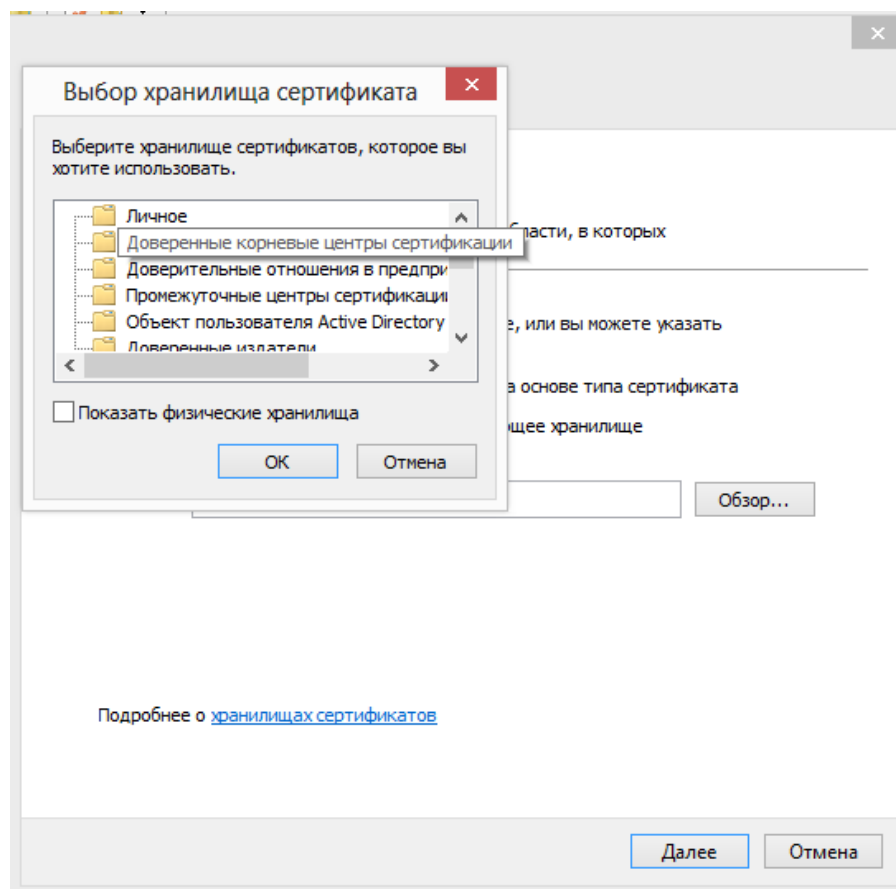 Выбор хранилища сертификата
Выберите хранилище сертификатов, которое вы
хотите использовать.
Личное
Доверенные корневые центры сертификации
Доверительные отношения в предпри
Промежуточные центры сертификаци
Объект пользователя Active Directory
Доверенные издатели
Показать физические хранилища
ОК
Отмена
бласти, в которых
е, или вы можете указать
а основе типа сертификата
щее хранилище
Обзор...
Подробнее о хранилищах сертификатов
Далее
Отмена